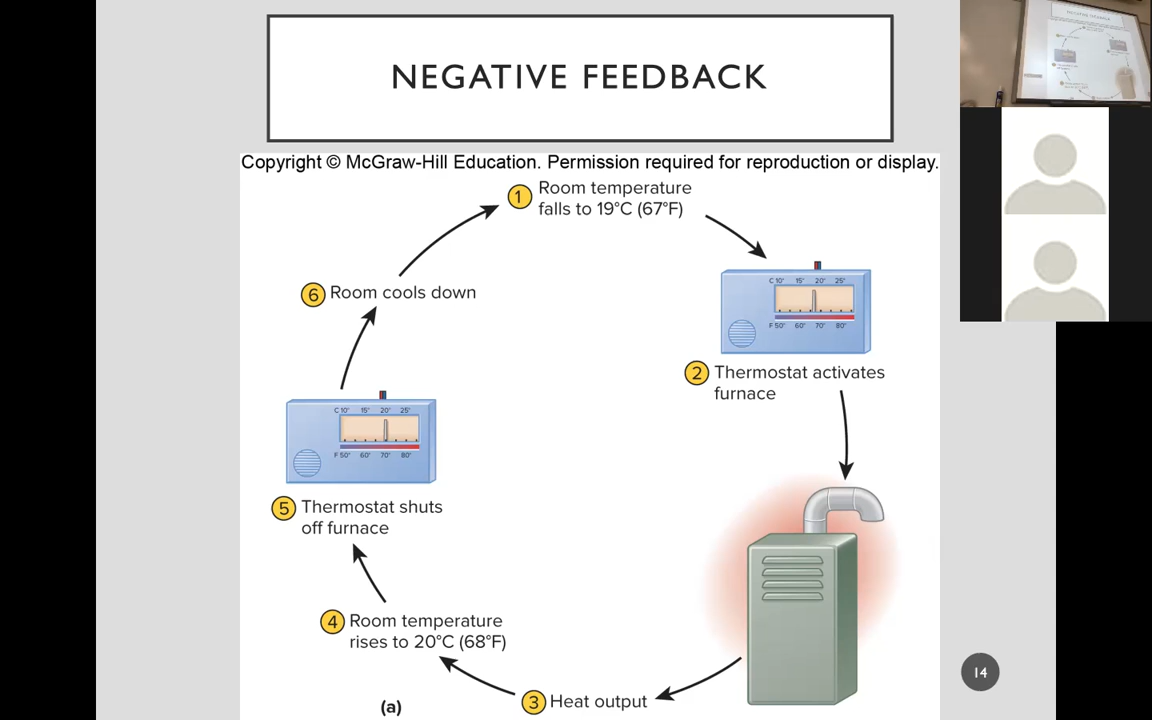 NEGATIVE FEEDBACK
Copyright © McGraw-Hill Education. Permission required for reproduction or display.
1 Room temperature
falls to 19°C (67°F)
C 10° 15° 20° 25°
F 50° 60° 70° 80°
2 Thermostat activates
furnace
3 Heat output
4 Room temperature
rises to 20°C (68°F)
5 Thermostat shuts
off furnace
C 10° 15° 20° 25°
F 50° 60° 70° 80°
6 Room cools down
(a)
14
NEGATIVE FEEDBACK